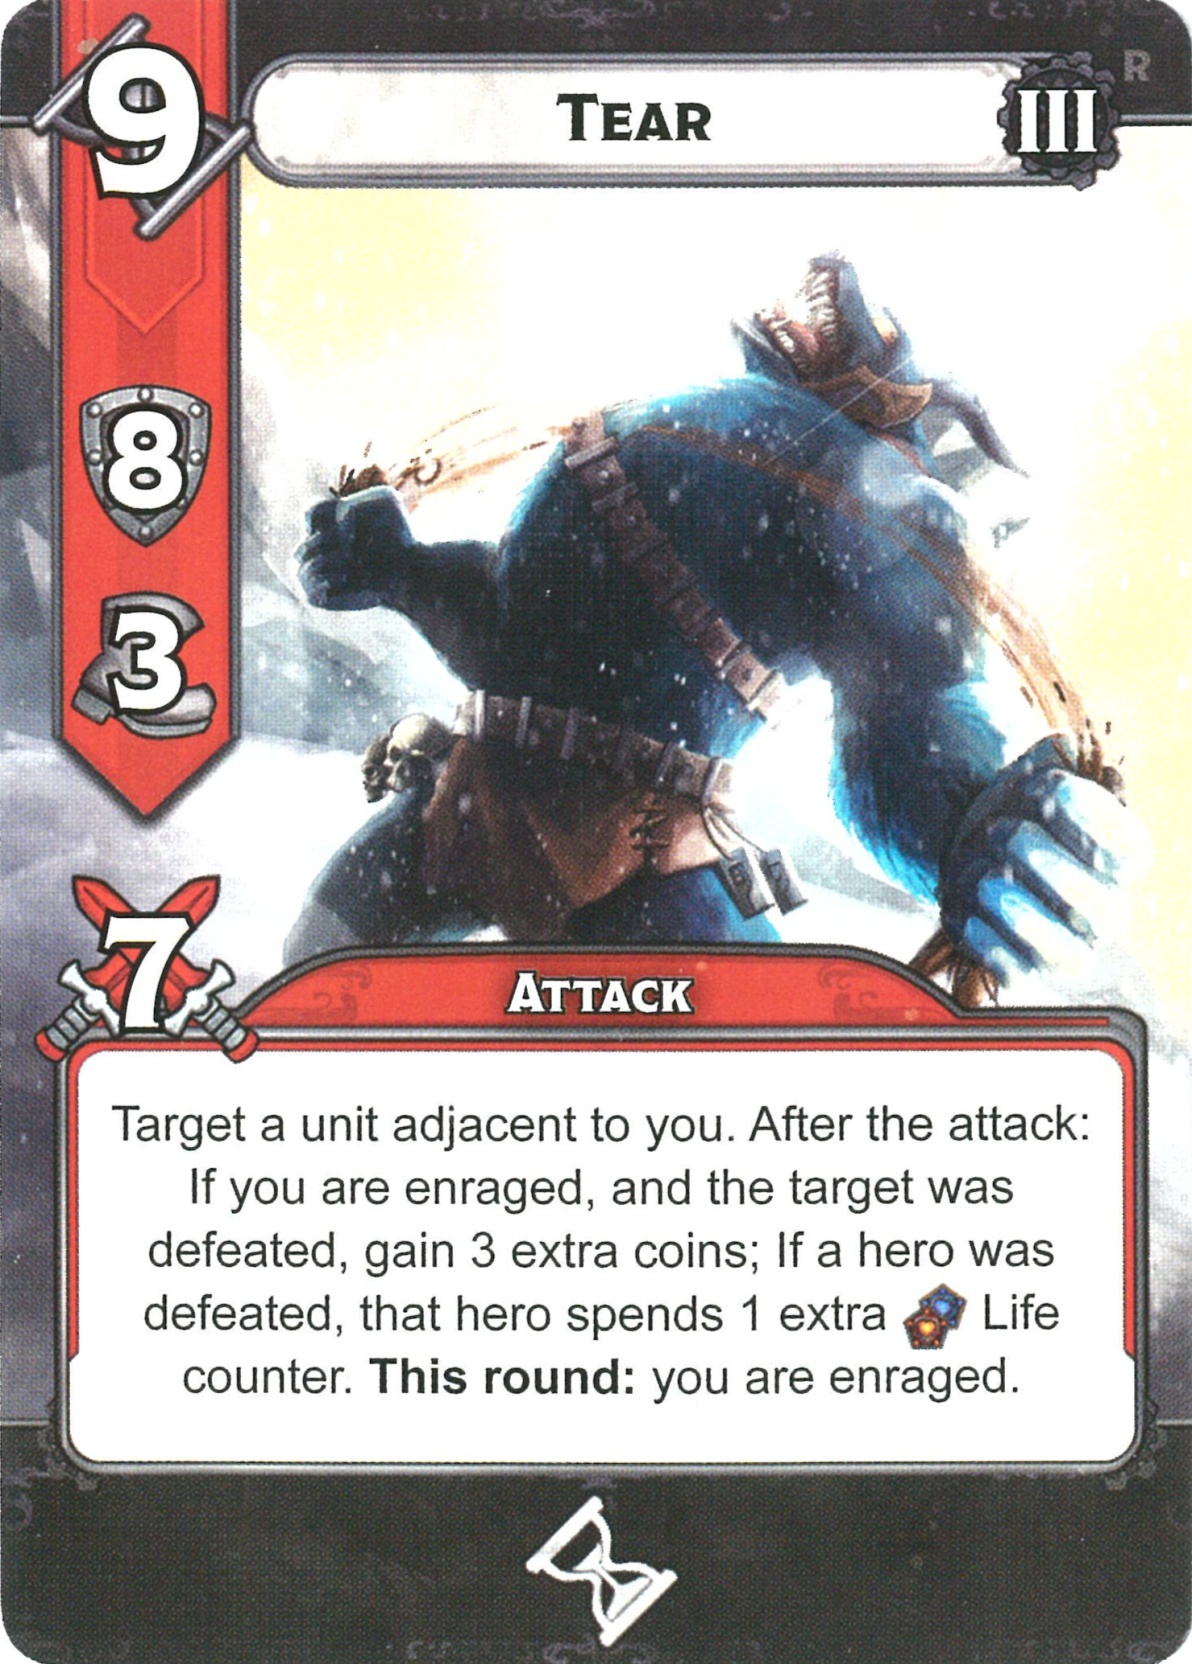 9
TEAR
III
R
8
3
7
ATTACK
Target a unit adjacent to you. After the attack:
If you are enraged, and the target was
defeated, gain 3 extra coins; If a hero was
defeated, that hero spends 1 extra Life
counter. This round: you are enraged.